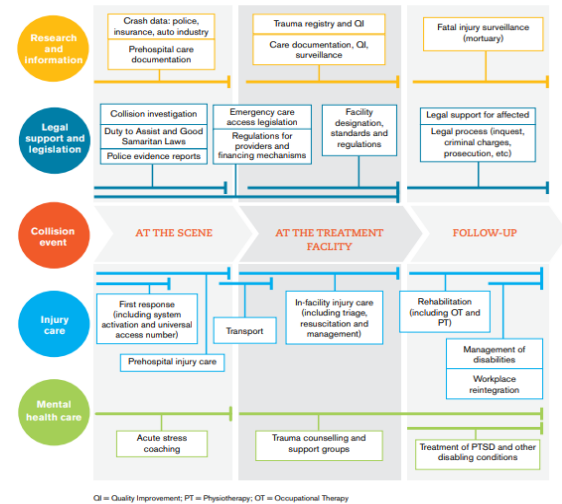 Research
and
information
Crash data: police,
insurance, auto industry
Prehospital care
documentation
Trauma registry and QI
Care documentation, QI,
surveillance
Fatal injury surveillance
(mortuary)
Legal
support and
legislation
Collision investigation
Duty to Assist and Good
Samaritan Laws
Police evidence reports
Emergency care
access legislation
Regulations for
providers and
financing mechanisms
Facility
designation,
standards and
regulations
Legal support for affected
Legal process (inquest,
criminal charges,
prosecution, etc)
Collision
event
AT THE SCENE
AT THE TREATMENT
FACLITY
FOLLOW-UP
Injury
care
First response
(including system
activation and universal
access number)
Prehospital injury care
Transport
In-facility injury care
(including triage,
resuscitation and
management)
Rehabilitation
(including OT and
PT)
Management of
disabilities
Workplace
reintegration
Mental
health care
Acute stress
coaching
Trauma counselling and
support groups
Treatment of PTSD and other
disabling conditions
QI = Quality Improvement; PT = Physiotherapy; OT = Occupational Therapy